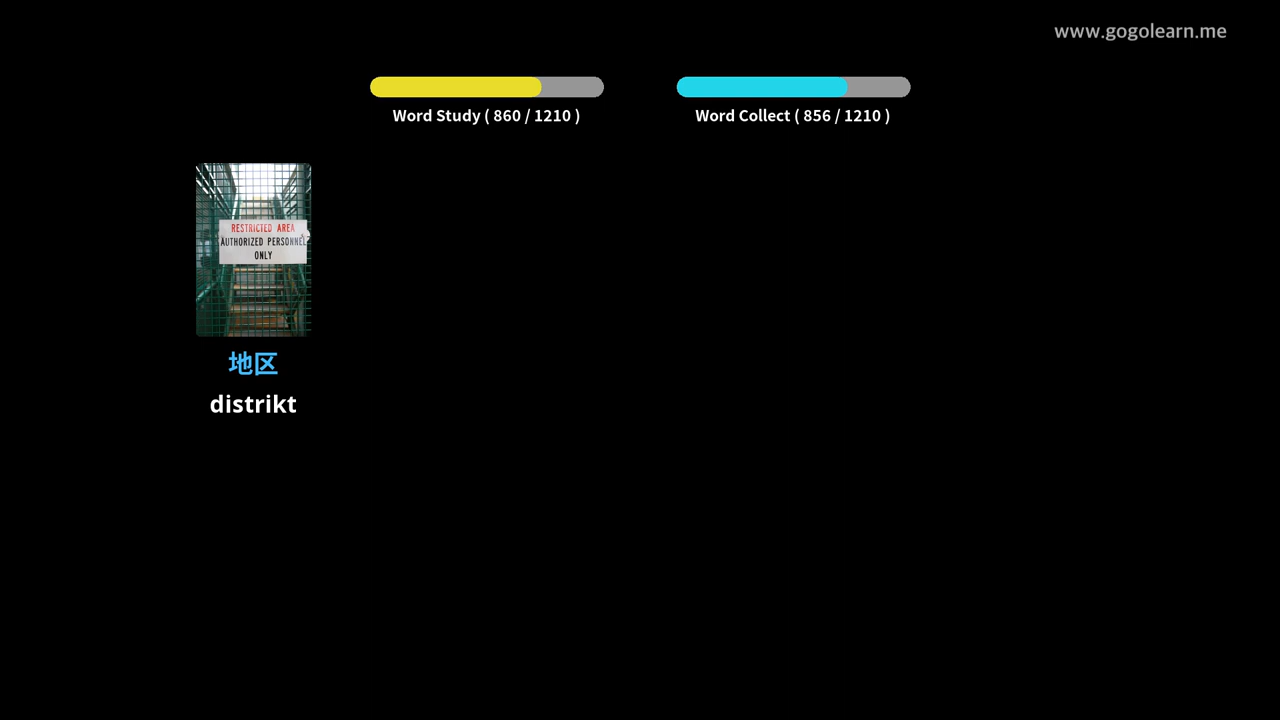 www.gogolearn.me
Word Study ( 860 / 1210 )
Word Collect ( 856 / 1210 )
RESTRICTED AREA
AUTHORIZED PERSONNEL
ONLY
地区
distrikt